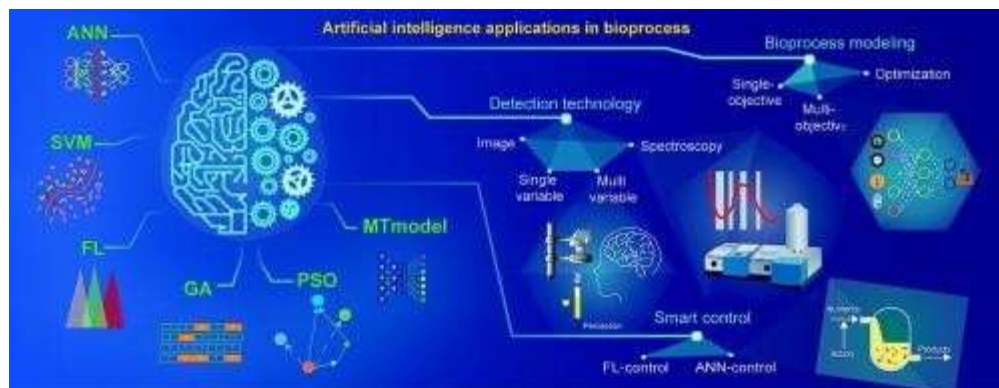 Artificial intelligence applications in bioprocess
ANN
SVM
FL
GA
PSO
MTmodel
Bioprocess modeling
Single-
objective
Multi-
objective
Optimization
Detection technology
Image
Spectroscopy
Single
variable
Multi
variable
Smart control
FL-control
ANN-control
Products